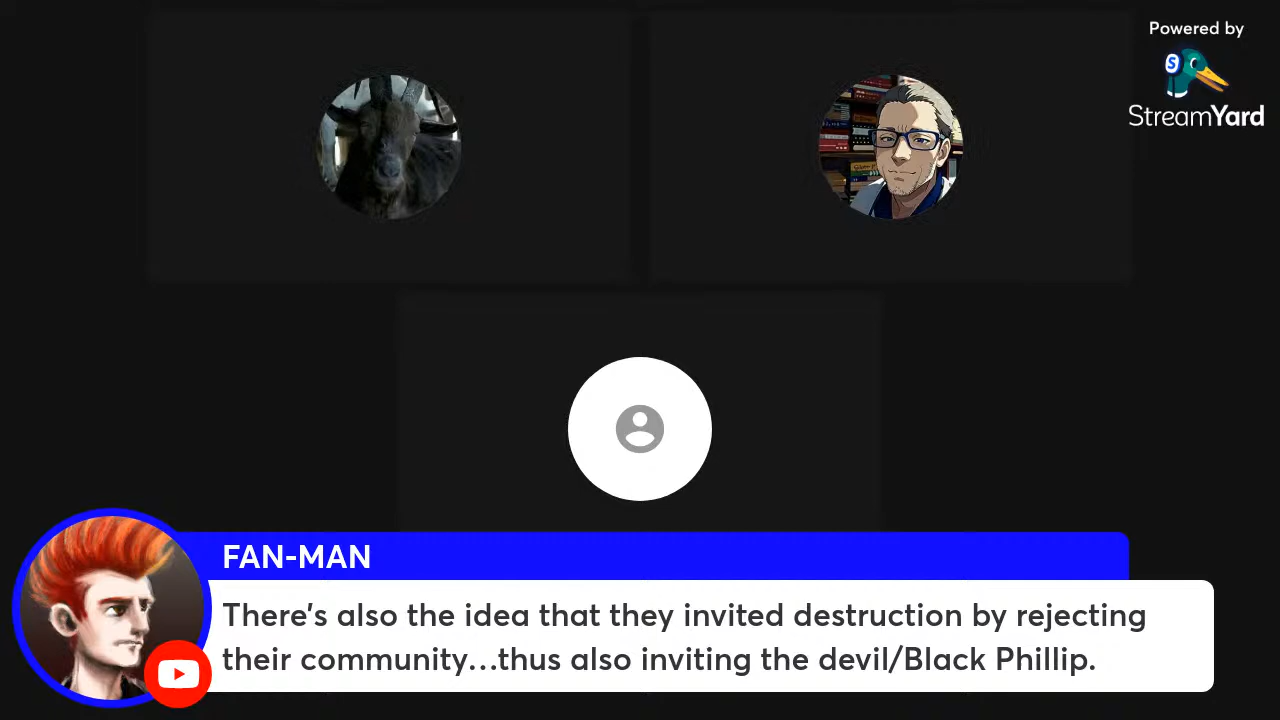 Powered by
StreamYard
FAN-MAN
There's also the idea that they invited destruction by rejecting
their community...thus also inviting the devil/Black Phillip.